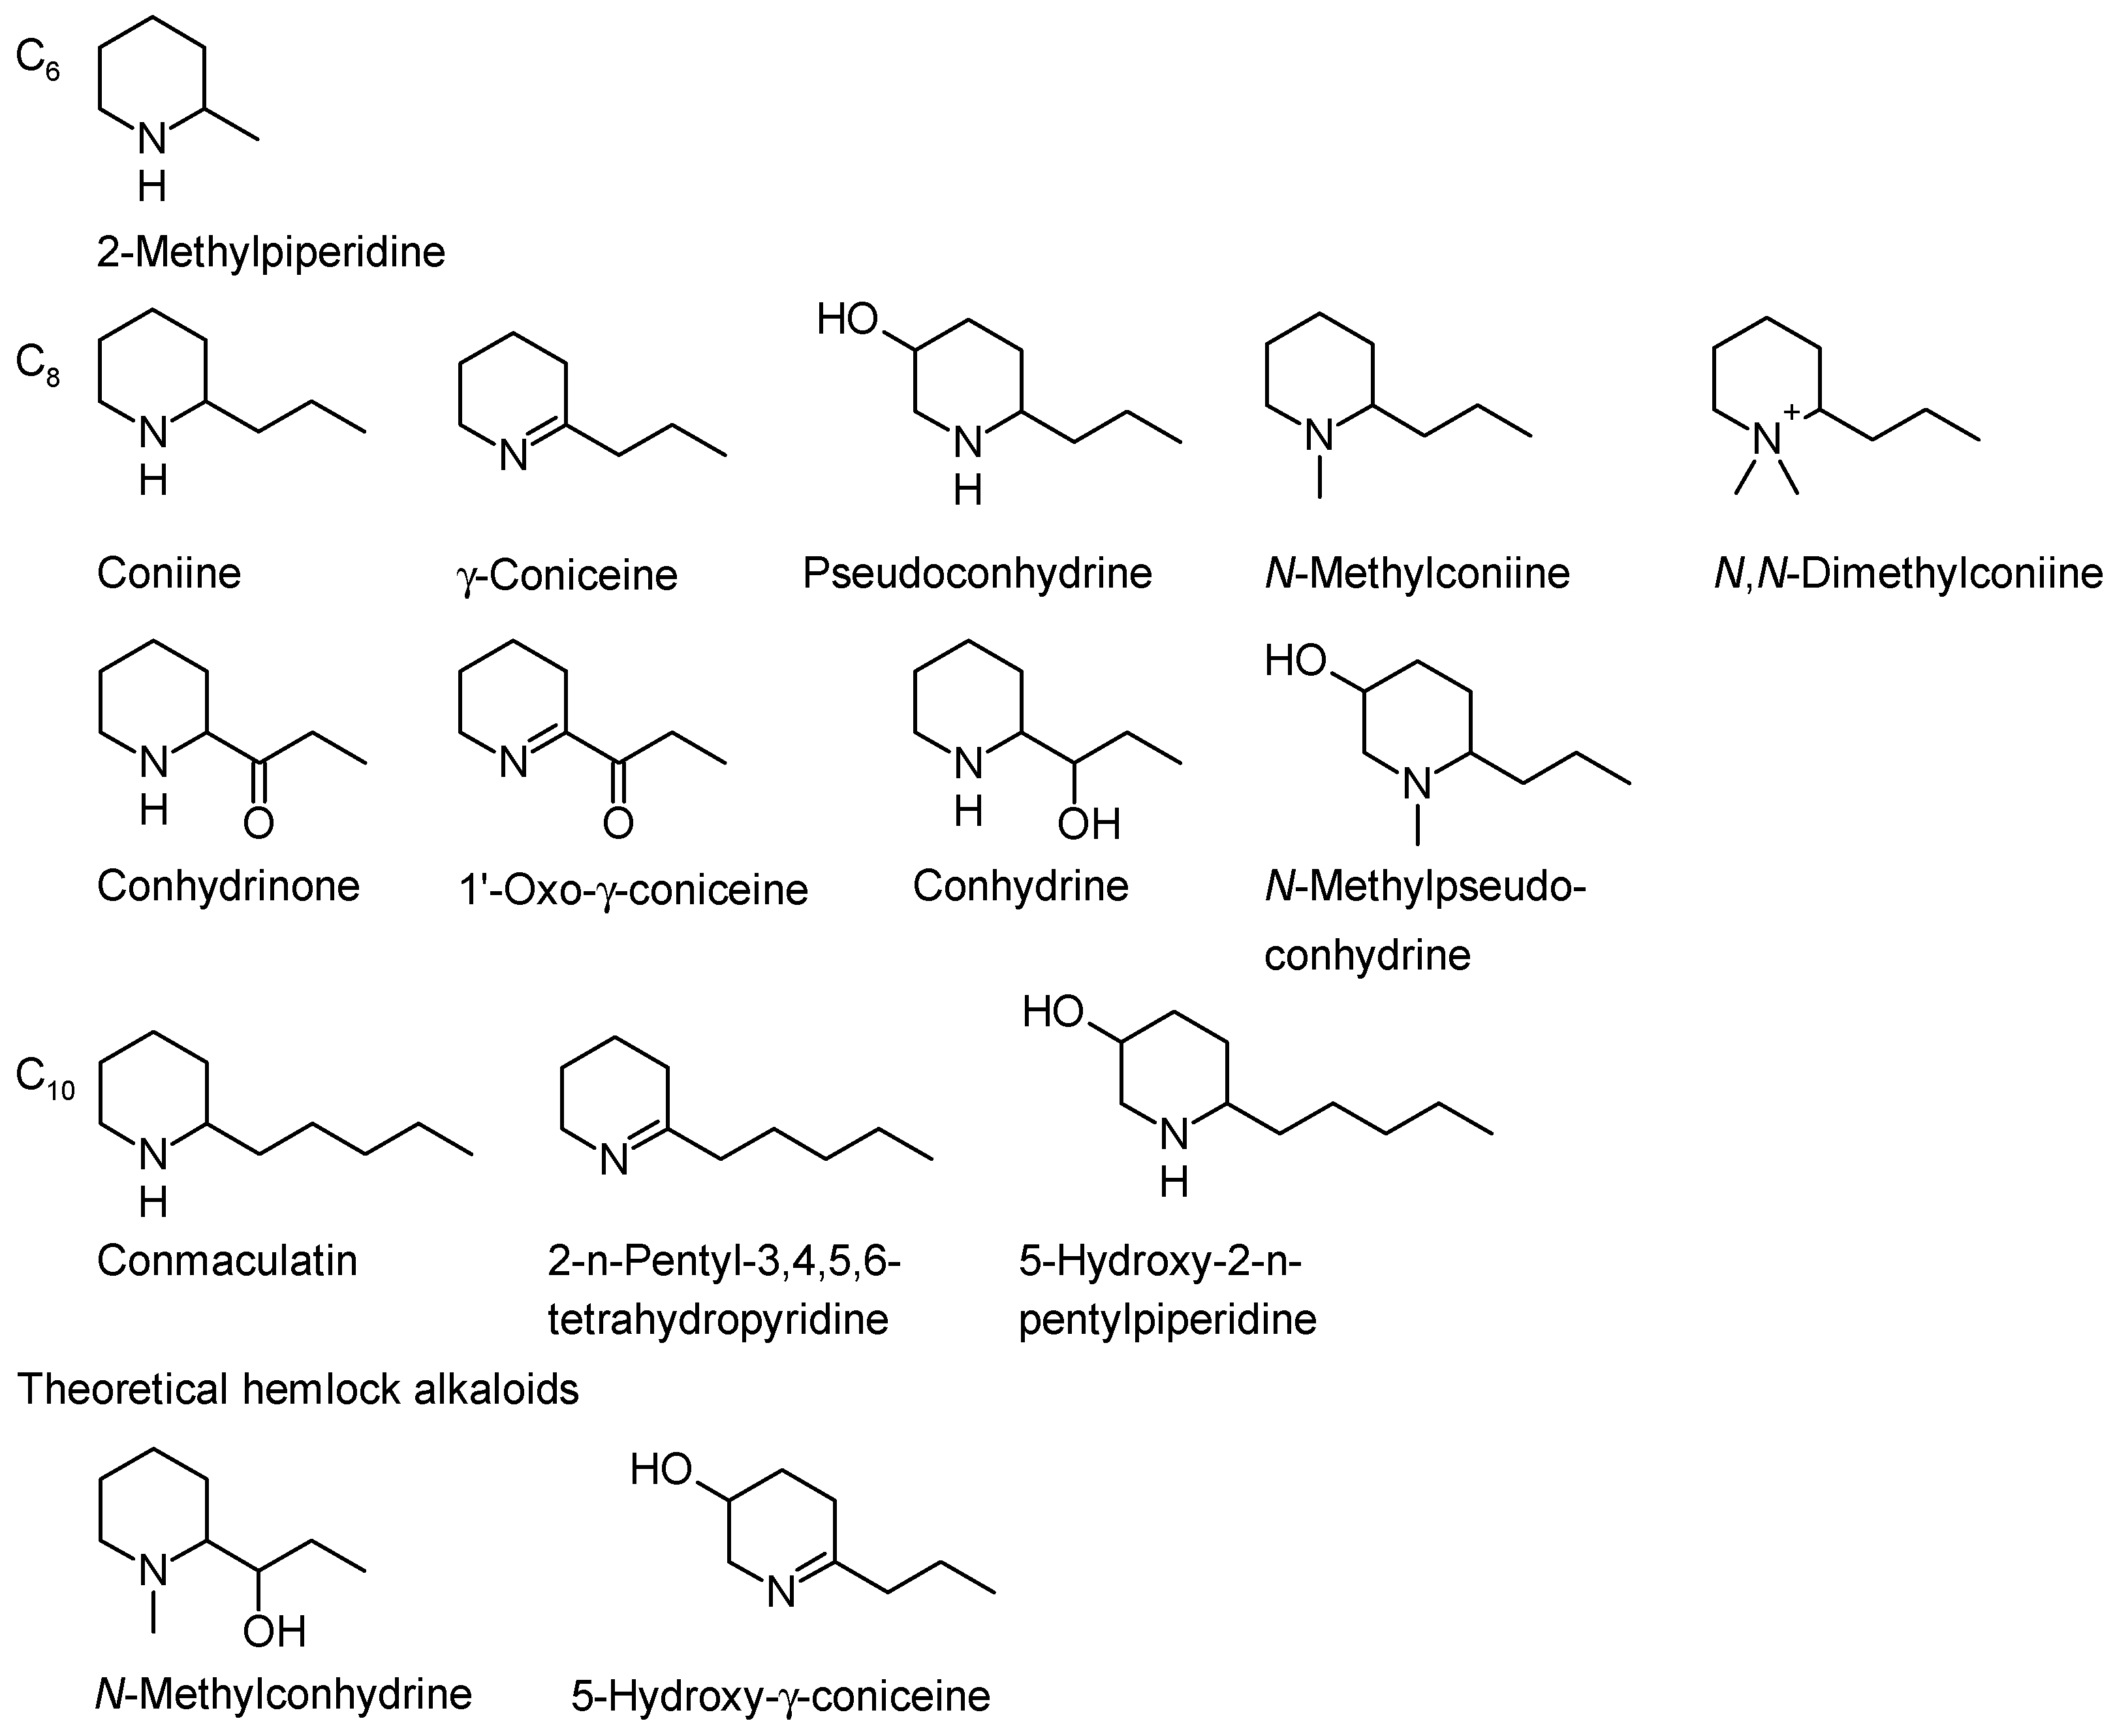 C₆
N
H
2-Methylpiperidine
C₈
N
H
N
HO
N
H
N
N
+
Coniine
γ-Coniceine
Pseudoconhydrine
N-Methylconiine
N,N-Dimethylconiine
N
H
O
N
O
N
H
OH
HO
N
Conhydrinone
1'-Oxo-γ-coniceine
Conhydrine
N-Methylpseudo-
conhydrine
C₁₀
N
H
N
HO
N
H
Conmaculatin
2-n-Pentyl-3,4,5,6-
tetrahydropyridine
5-Hydroxy-2-n-
pentylpiperidine
Theoretical hemlock alkaloids
N
OH
HO
N
N-Methylconhydrine
5-Hydroxy-γ-coniceine